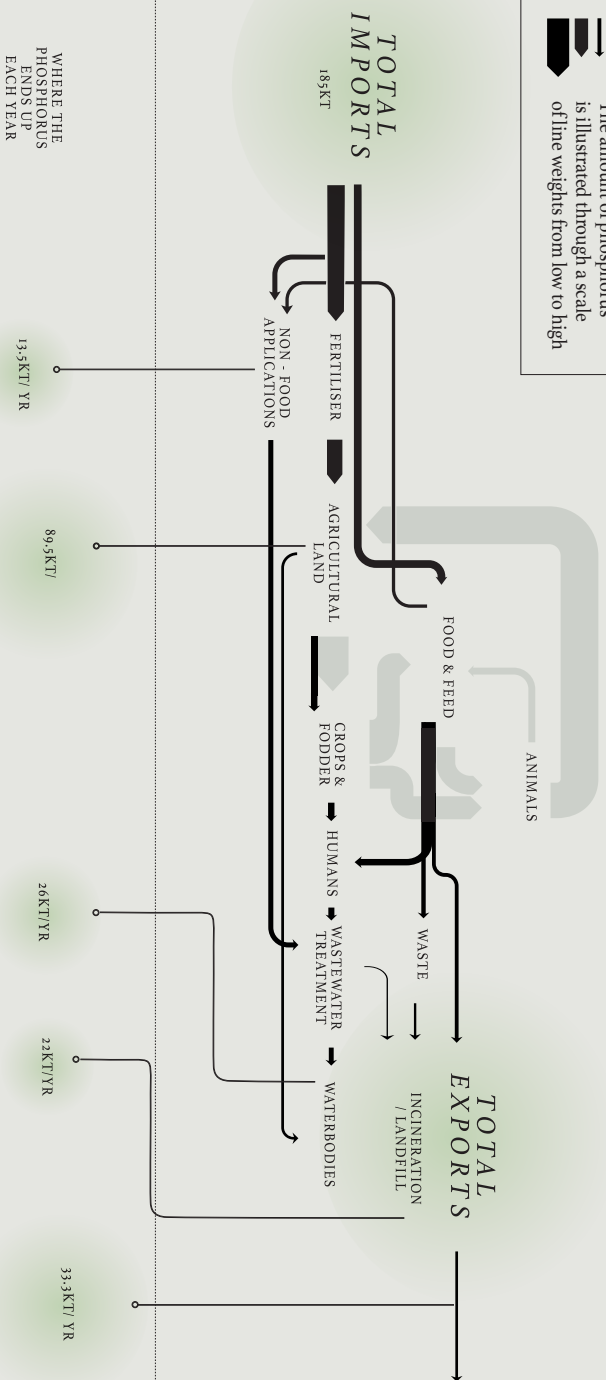 The amount of phosphorus
is illustrated through a scale
of line weights from low to high
TOTAL
IMPORTS
185KT
FERTILISER
NON - FOOD
APPLICATIONS
AGRICULTURAL
LAND
FOOD & FEED
ANIMALS
CROPS &
FODDER
HUMANS
WASTE
WASTEWATER
TREATMENT
WATERBODIES
TOTAL
EXPORTS
INCINERATION
/ LANDFILL
WHERE THE
PHOSPHORUS
ENDS UP
EACH YEAR
13.5KT/ YR
89.5KT/
26KT/YR
22KT/YR
33.3KT/ YR